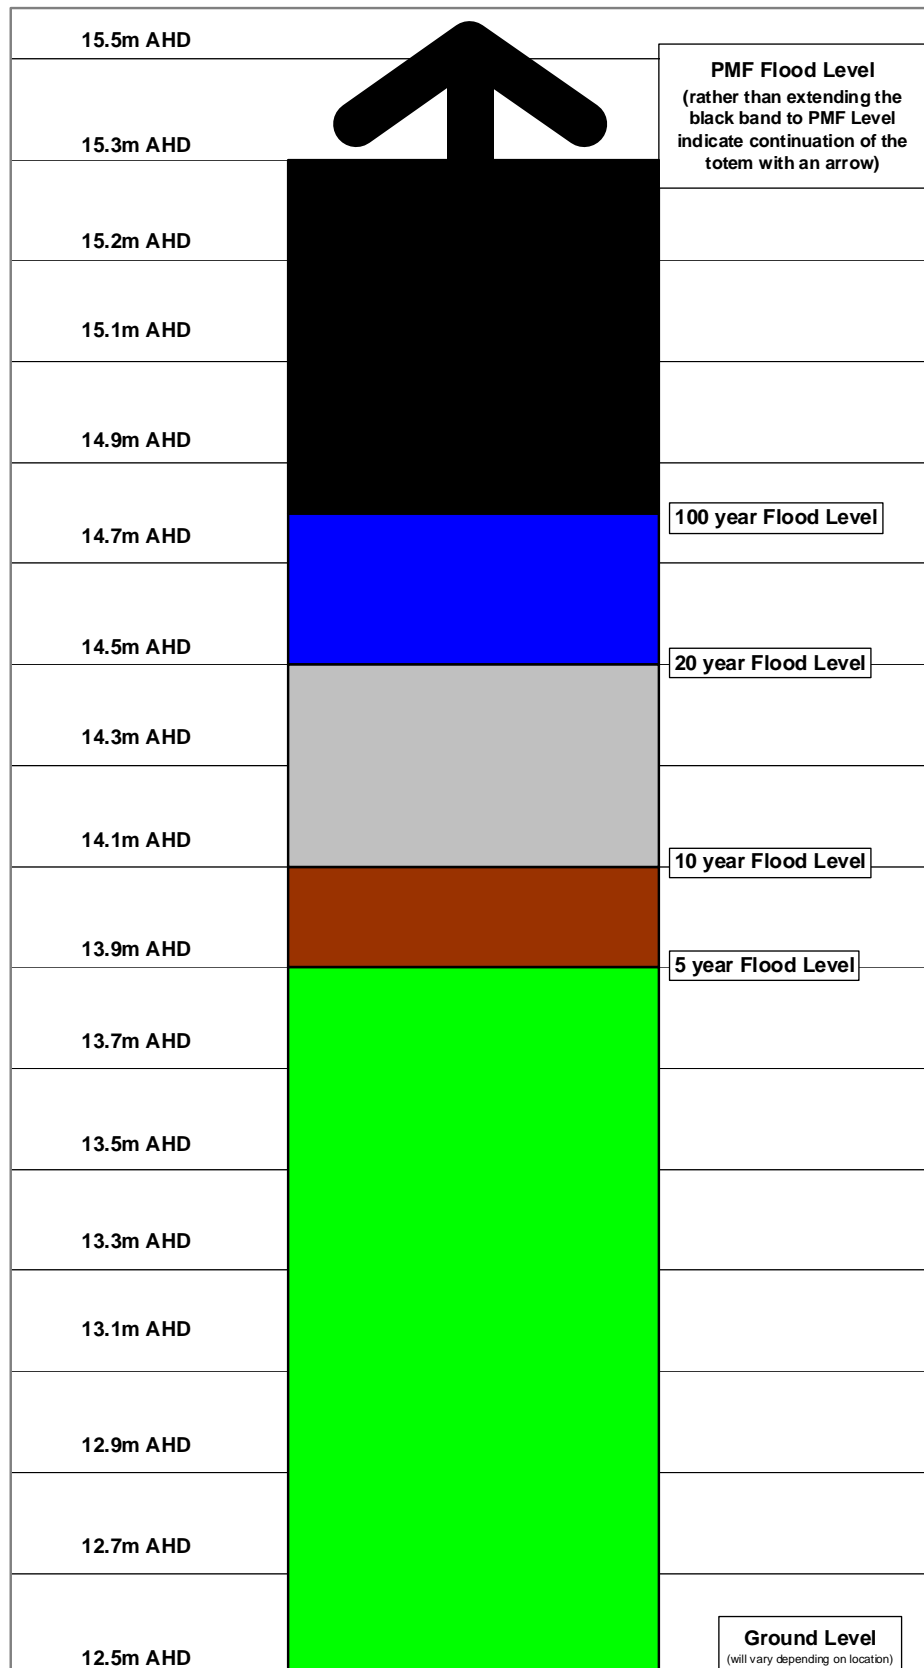 15.5m AHD
PMF Flood Level
(rather than extending the
black band to PMF Level
indicate continuation of the
totem with an arrow)
15.3m AHD
15.2m AHD
15.1m AHD
14.9m AHD
100 year Flood Level
14.7m AHD
14.5m AHD
20 year Flood Level
14.3m AHD
14.1m AHD
10 year Flood Level
13.9m AHD
5 year Flood Level
13.7m AHD
13.5m AHD
13.3m AHD
13.1m AHD
12.9m AHD
12.7m AHD
Ground Level
(will vary depending on location)
12.5m AHD